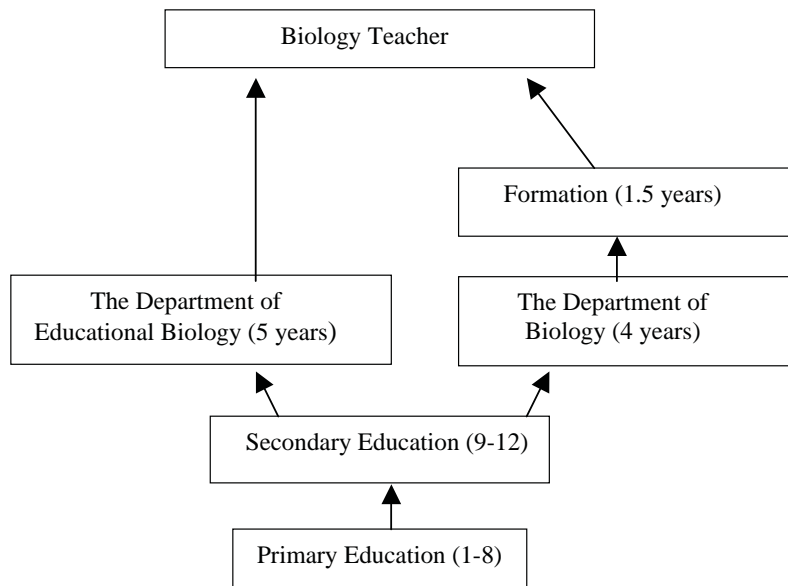 Biology Teacher
Formation (1.5 years)
The Department of
Educational Biology (5 years)
The Department of
Biology (4 years)
Secondary Education (9-12)
Primary Education (1-8)